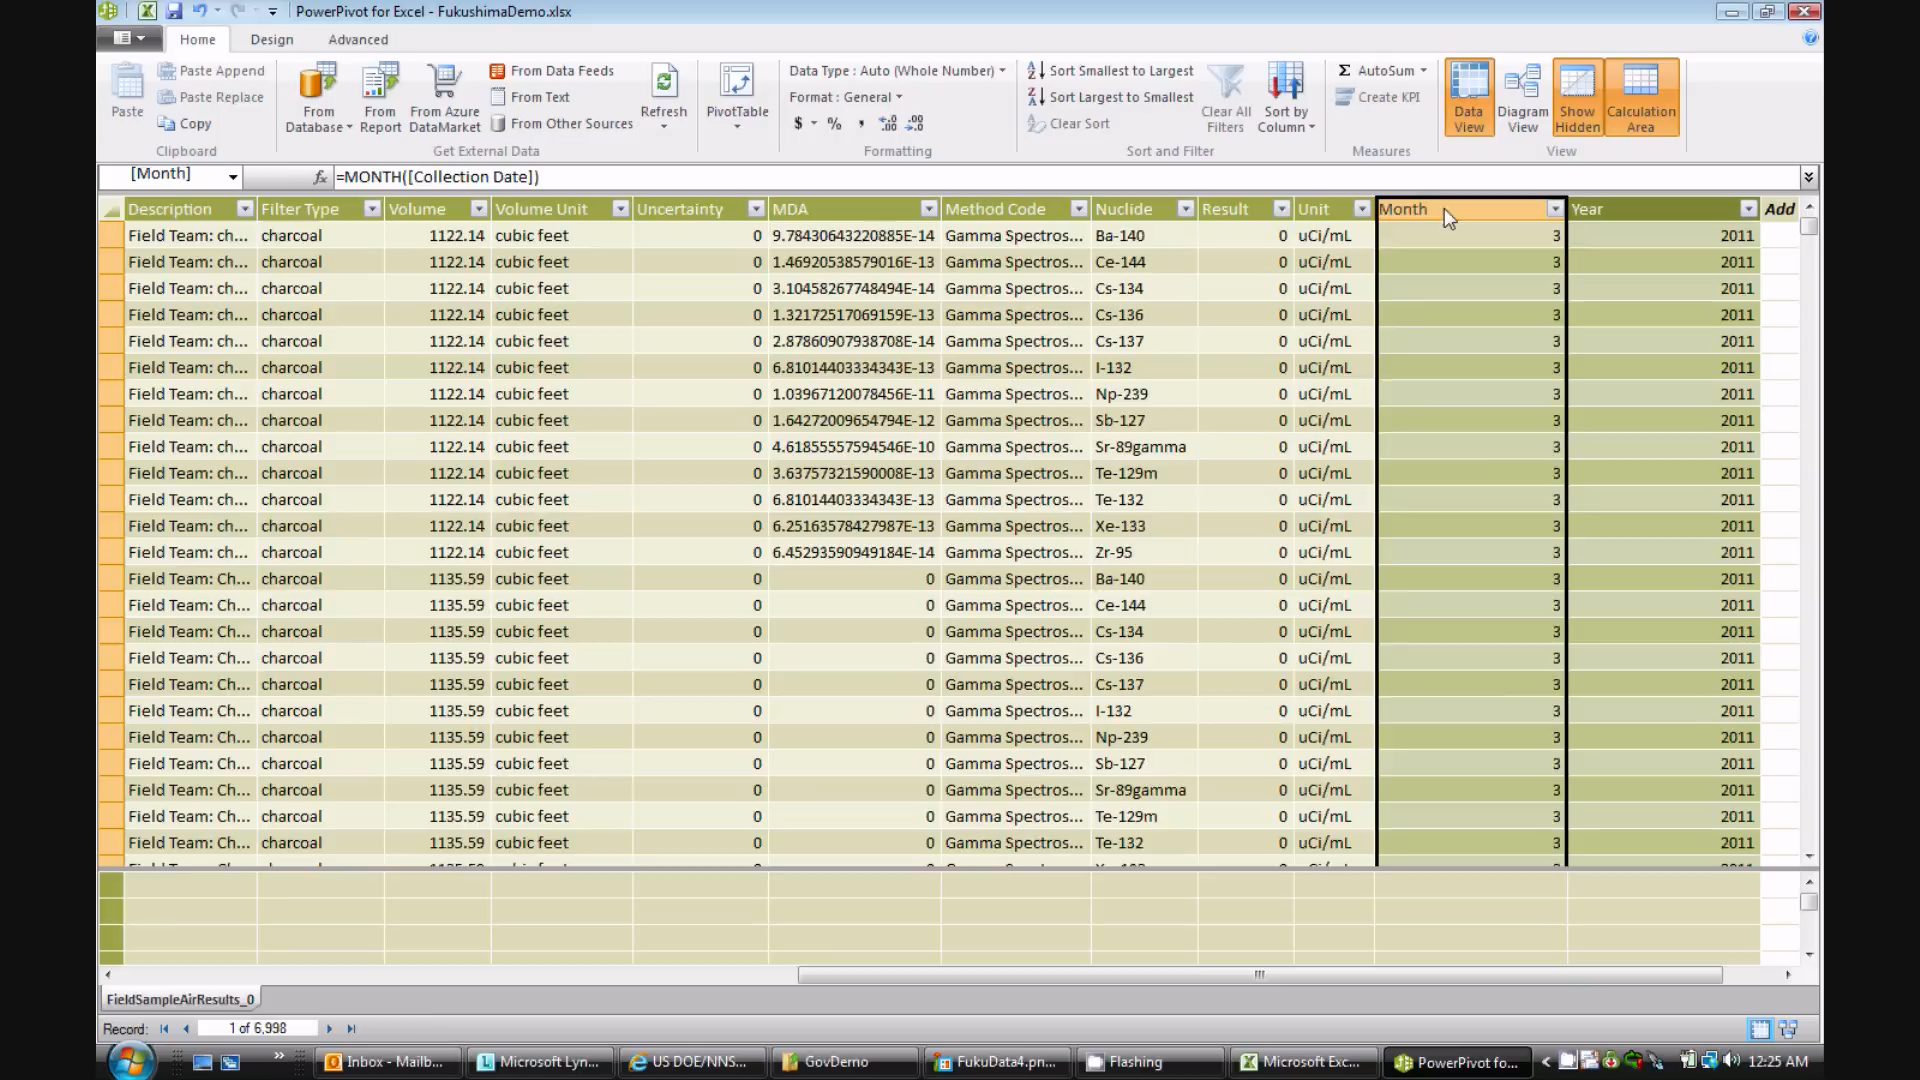 PowerPivot for Excel - FukushimaDemo.xlsx
Home Design Advanced
Paste
Paste Append
Paste Replace
Copy
Clipboard
From Database
From Report
From Azure DataMarket
From Data Feeds
From Text
From Other Sources
Refresh
Get External Data
PivotTable
Data Type : Auto (Whole Number)
Format : General
$ % ,
Formatting
Sort Smallest to Largest
Sort Largest to Smallest
Clear Sort
Clear All Filters
Sort by Column
Sort and Filter
AutoSum
Create KPI
Measures
Data View
Diagram View
Show Hidden
Calculation Area
View
[Month] fx =MONTH([Collection Date])
Description Filter Type Volume Volume Unit Uncertainty MDA Method Code Nuclide Result Unit Month Year Add
Field Team: ch... charcoal 1122.14 cubic feet 0 9.78430643220885E-14 Gamma Spectros... Ba-140 0 uCi/mL 3 2011
Field Team: ch... charcoal 1122.14 cubic feet 0 1.46920538579016E-13 Gamma Spectros... Ce-144 0 uCi/mL 3 2011
Field Team: ch... charcoal 1122.14 cubic feet 0 3.10458267748494E-14 Gamma Spectros... Cs-134 0 uCi/mL 3 2011
Field Team: ch... charcoal 1122.14 cubic feet 0 1.32172517069159E-13 Gamma Spectros... Cs-136 0 uCi/mL 3 2011
Field Team: ch... charcoal 1122.14 cubic feet 0 2.87860907938708E-14 Gamma Spectros... Cs-137 0 uCi/mL 3 2011
Field Team: ch... charcoal 1122.14 cubic feet 0 6.81014403334343E-13 Gamma Spectros... I-132 0 uCi/mL 3 2011
Field Team: ch... charcoal 1122.14 cubic feet 0 1.03967120078456E-11 Gamma Spectros... Np-239 0 uCi/mL 3 2011
Field Team: ch... charcoal 1122.14 cubic feet 0 1.64272009654794E-12 Gamma Spectros... Sb-127 0 uCi/mL 3 2011
Field Team: ch... charcoal 1122.14 cubic feet 0 4.61855557594546E-10 Gamma Spectros... Sr-89gamma 0 uCi/mL 3 2011
Field Team: ch... charcoal 1122.14 cubic feet 0 3.63757321590008E-13 Gamma Spectros... Te-129m 0 uCi/mL 3 2011
Field Team: ch... charcoal 1122.14 cubic feet 0 6.81014403334343E-13 Gamma Spectros... Te-132 0 uCi/mL 3 2011
Field Team: ch... charcoal 1122.14 cubic feet 0 6.25163578427987E-13 Gamma Spectros... Xe-133 0 uCi/mL 3 2011
Field Team: ch... charcoal 1122.14 cubic feet 0 6.45293590949184E-14 Gamma Spectros... Zr-95 0 uCi/mL 3 2011
Field Team: Ch... charcoal 1135.59 cubic feet 0 0 Gamma Spectros... Ba-140 0 uCi/mL 3 2011
Field Team: Ch... charcoal 1135.59 cubic feet 0 0 Gamma Spectros... Ce-144 0 uCi/mL 3 2011
Field Team: Ch... charcoal 1135.59 cubic feet 0 0 Gamma Spectros... Cs-134 0 uCi/mL 3 2011
Field Team: Ch... charcoal 1135.59 cubic feet 0 0 Gamma Spectros... Cs-136 0 uCi/mL 3 2011
Field Team: Ch... charcoal 1135.59 cubic feet 0 0 Gamma Spectros... Cs-137 0 uCi/mL 3 2011
Field Team: Ch... charcoal 1135.59 cubic feet 0 0 Gamma Spectros... I-132 0 uCi/mL 3 2011
Field Team: Ch... charcoal 1135.59 cubic feet 0 0 Gamma Spectros... Np-239 0 uCi/mL 3 2011
Field Team: Ch... charcoal 1135.59 cubic feet 0 0 Gamma Spectros... Sb-127 0 uCi/mL 3 2011
Field Team: Ch... charcoal 1135.59 cubic feet 0 0 Gamma Spectros... Sr-89gamma 0 uCi/mL 3 2011
Field Team: Ch... charcoal 1135.59 cubic feet 0 0 Gamma Spectros... Te-129m 0 uCi/mL 3 2011
Field Team: Ch... charcoal 1135.59 cubic feet 0 0 Gamma Spectros... Te-132 0 uCi/mL 3 2011
FieldSampleAirResults_0
Record: 1 of 6,998
Inbox - Mailb... Microsoft Lyn... US DOE/NNS... GovDemo FukuData4.pn... Flashing Microsoft Exc... PowerPivot fo... 12:25 AM